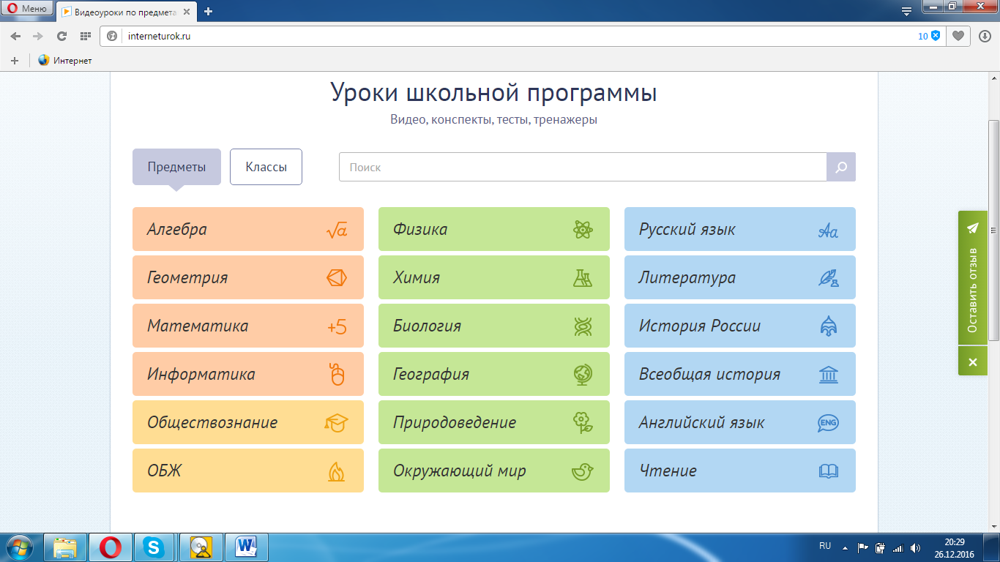 Меню
Видеоуроки по предмета
interneturok.ru
10
Интернет
Уроки школьной программы
Видео, конспекты, тесты, тренажеры
Предметы
Классы
Поиск
Алгебра
√a
Физика
Русский язык
Aa
Геометрия
Химия
Литература
Математика
+5
Биология
История России
Информатика
География
Всеобщая история
Обществознание
Природоведение
Английский язык
ENG
ОБЖ
Окружающий мир
Чтение
Оставить отзыв
RU
20:29
26.12.2016